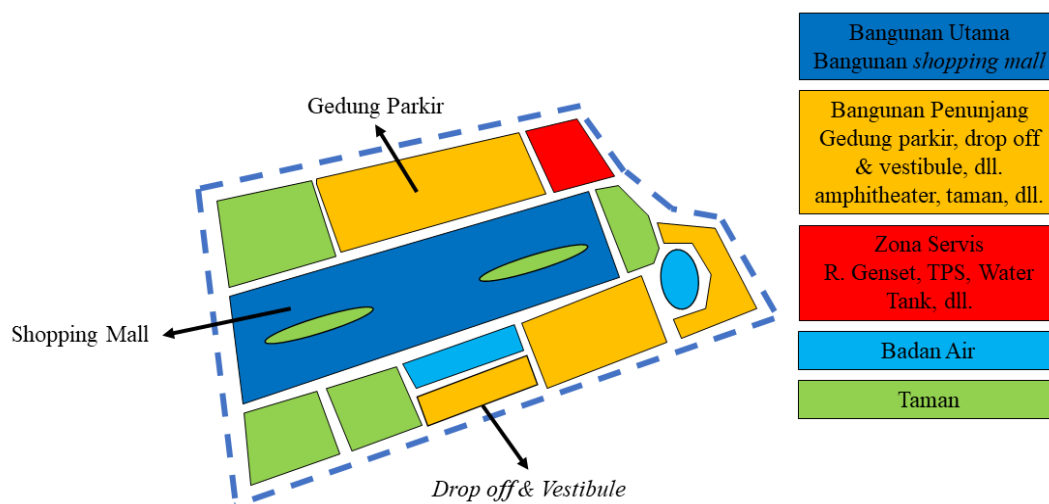 Bangunan Utama
Bangunan shopping mall
Gedung Parkir
Bangunan Penunjang
Gedung parkir, drop off
& vestibule, dll.
amphitheater, taman, dll.
Zona Servis
R. Genset, TPS, Water
Tank, dll.
Shopping Mall
Badan Air
Taman
Drop off & Vestibule